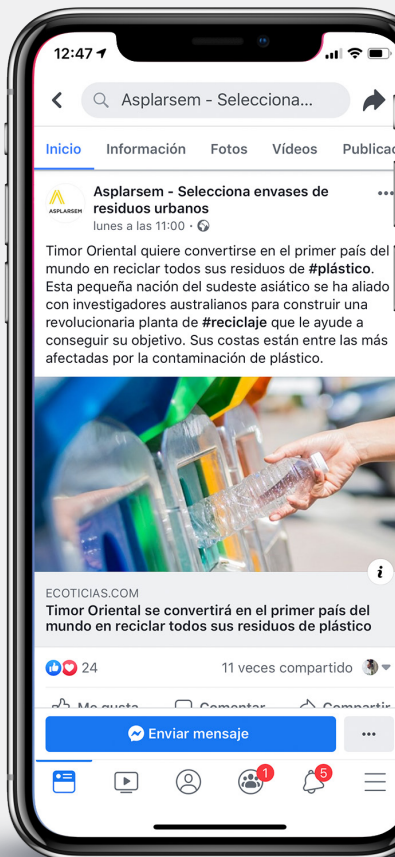 12:47
Asplarsem - Selecciona...
Inicio Información Fotos Vídeos Publicac
ASPLARSEM
Asplarsem - Selecciona envases de
residuos urbanos
lunes a las 11:00 ·
Timor Oriental quiere convertirse en el primer país del
mundo en reciclar todos sus residuos de #plástico.
Esta pequeña nación del sudeste asiático se ha aliado
con investigadores australianos para construir una
revolucionaria planta de #reciclaje que le ayude a
conseguir su objetivo. Sus costas están entre las más
afectadas por la contaminación de plástico.
i
ECOTICIAS.COM
Timor Oriental se convertirá en el primer país del
mundo en reciclar todos sus residuos de plástico
24 11 veces compartido
Me gusta Comentar Compartir
Enviar mensaje
1 5